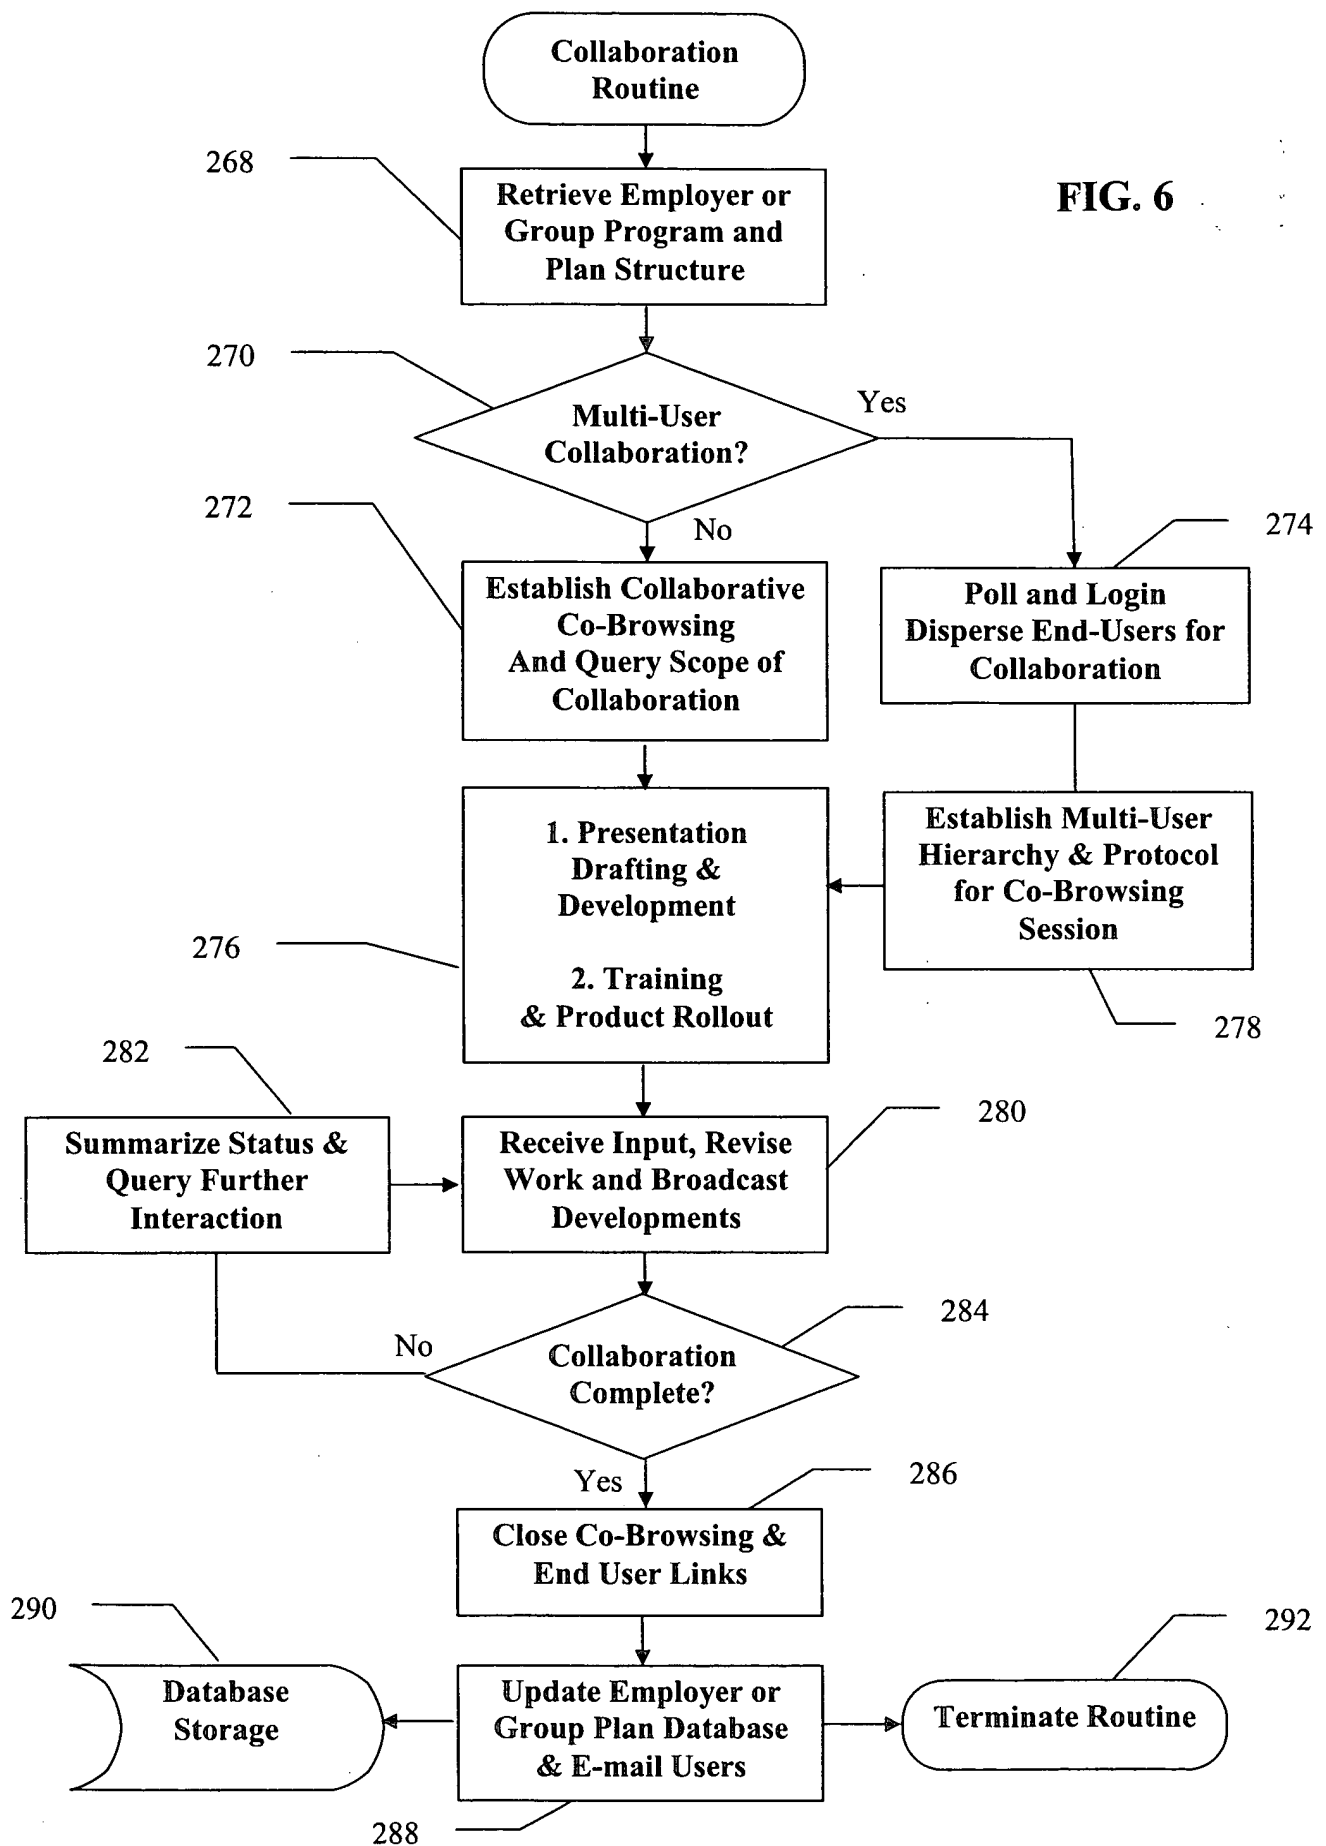 Collaboration
Routine
268
Retrieve Employer or
Group Program and
Plan Structure
FIG. 6
270
Multi-User
Collaboration?
Yes
No
272
Establish Collaborative
Co-Browsing
And Query Scope of
Collaboration
274
Poll and Login
Disperse End-Users for
Collaboration
1. Presentation
Drafting &
Development
2. Training
& Product Rollout
276
Establish Multi-User
Hierarchy & Protocol
for Co-Browsing
Session
278
282
Summarize Status &
Query Further
Interaction
Receive Input, Revise
Work and Broadcast
Developments
280
284
No
Collaboration
Complete?
Yes
286
Close Co-Browsing &
End User Links
290
Database
Storage
Update Employer or
Group Plan Database
& E-mail Users
288
292
Terminate Routine